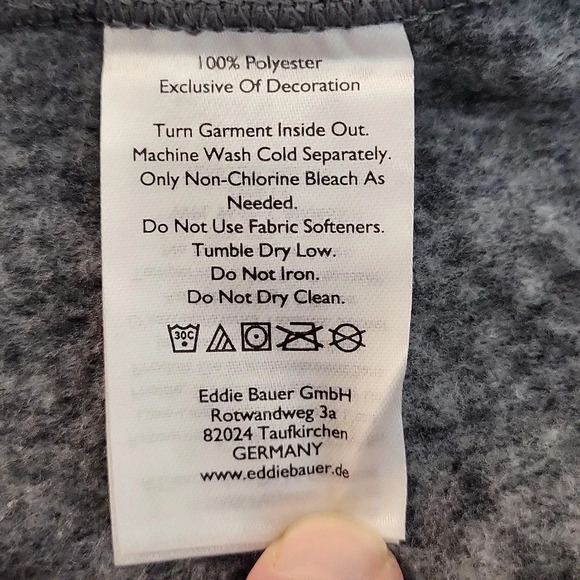 100% Polyester
Exclusive Of Decoration
Turn Garment Inside Out.
Machine Wash Cold Separately.
Only Non-Chlorine Bleach As
Needed.
Do Not Use Fabric Softeners.
Tumble Dry Low.
Do Not Iron.
Do Not Dry Clean.
30C
Eddie Bauer GmbH
Rotwandweg 3a
82024 Taufkirchen
GERMANY
www.eddiebauer.de